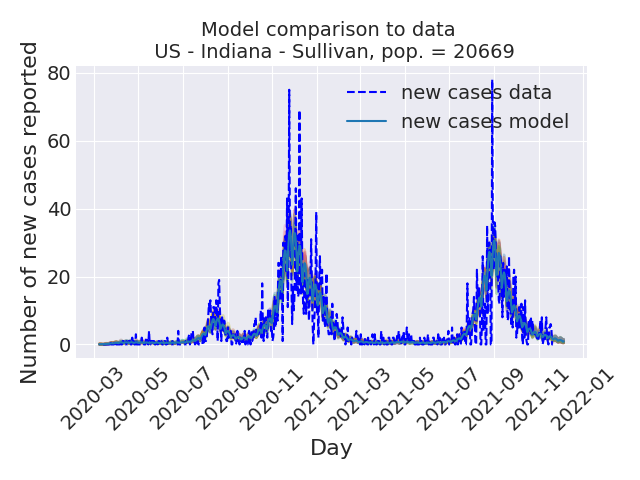 Model comparison to data
US - Indiana - Sullivan, pop. = 20669
Number of new cases reported
80
60
40
20
0
new cases data
new cases model
2020-03
2020-05
2020-07
2020-09
2020-11
2021-01
2021-03
2021-05
2021-07
2021-09
2021-11
2022-01
Day